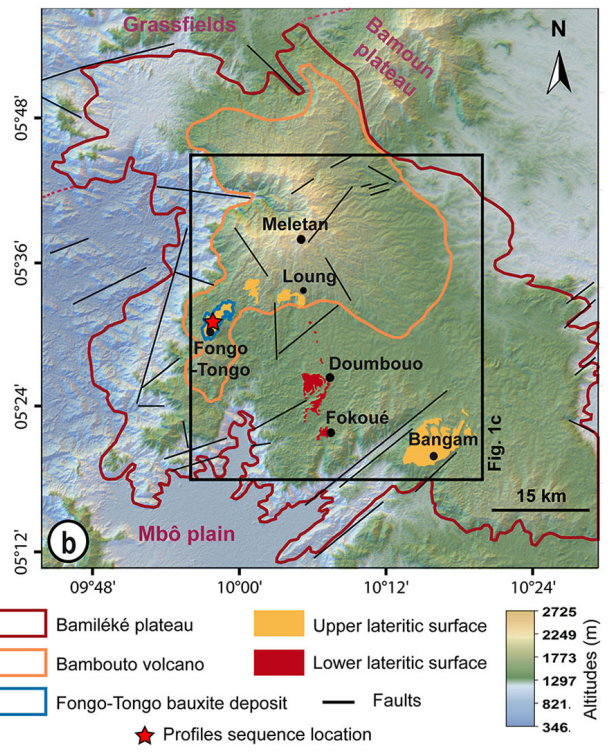 Grassfields
Bamoun
plateau
N
05°48'
Meletan
05°36'
Loung
Fongo
-Tongo
Doumbouo
05°24'
Fokoué
Bangam
Fig. 1c
15 km
Mbô plain
b
05°12'
09°48'
10°00'
10°12'
10°24'
Bamiléké plateau
Upper lateritic surface
2725
2249
1773
1297
821.
346.
Altitudes (m)
Bambouto volcano
Lower lateritic surface
Fongo-Tongo bauxite deposit
Faults
Profiles sequence location